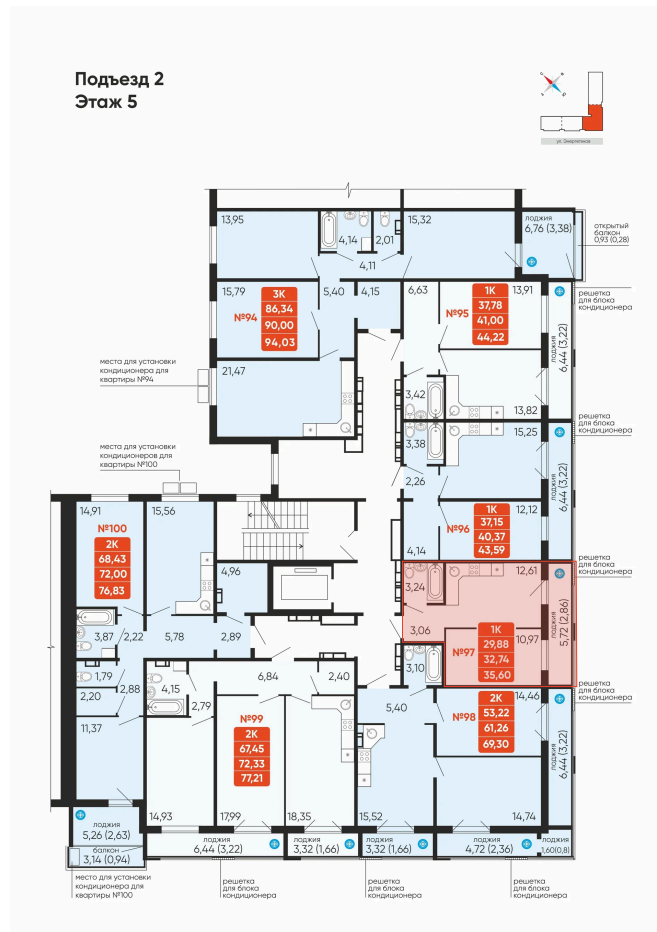 Подъезд 2
Этаж 5
ул. Энергетиков
13,95
4,14
2,01
15,32
лоджия
6,76 (3,38)
открытый
балкон
0,93 (0,28)
4,11
15,79
№94
3К
86,34
90,00
94,03
5,40
4,15
6,63
№95
1К
37,78
41,00
44,22
13,91
лоджия
6,44 (3,22)
решетка
для блока
кондиционера
места для установки
кондиционера для
квартиры №94
21,47
3,42
13,82
решетка
для блока
кондиционера
3,38
15,25
лоджия
6,44 (3,22)
места для установки
кондиционеров для
квартиры №100
2,26
14,91
№100
2К
68,43
72,00
76,83
15,56
4,14
№96
1К
37,15
40,37
43,59
12,12
решетка
для блока
кондиционера
4,96
3,24
12,61
лоджия
5,72 (2,86)
3,87
2,22
5,78
2,89
3,06
№97
1К
29,88
32,74
35,60
10,97
3,10
1,79
2,20
2,88
4,15
2,79
6,84
2,40
5,40
№98
2К
53,22
61,26
69,30
14,46
решетка
для блока
кондиционера
лоджия
6,44 (3,22)
11,37
№99
2К
67,45
72,33
77,21
14,93
17,99
18,35
15,52
14,74
лоджия
5,26 (2,63)
балкон
3,14 (0,94)
лоджия
6,44 (3,22)
лоджия
3,32 (1,66)
лоджия
3,32 (1,66)
лоджия
4,72 (2,36)
лоджия
1,60(0,8)
место для установки
кондиционера для
квартиры №100
решетка
для блока
кондиционера
решетка
для блока
кондиционера
решетка
для блока
кондиционера